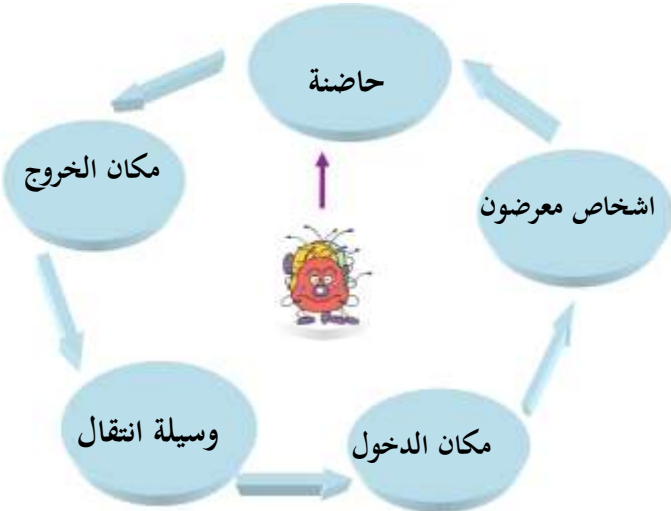 حاضنة
مكان الخروج
اشخاص معرضون
وسيلة انتقال
مكان الدخول